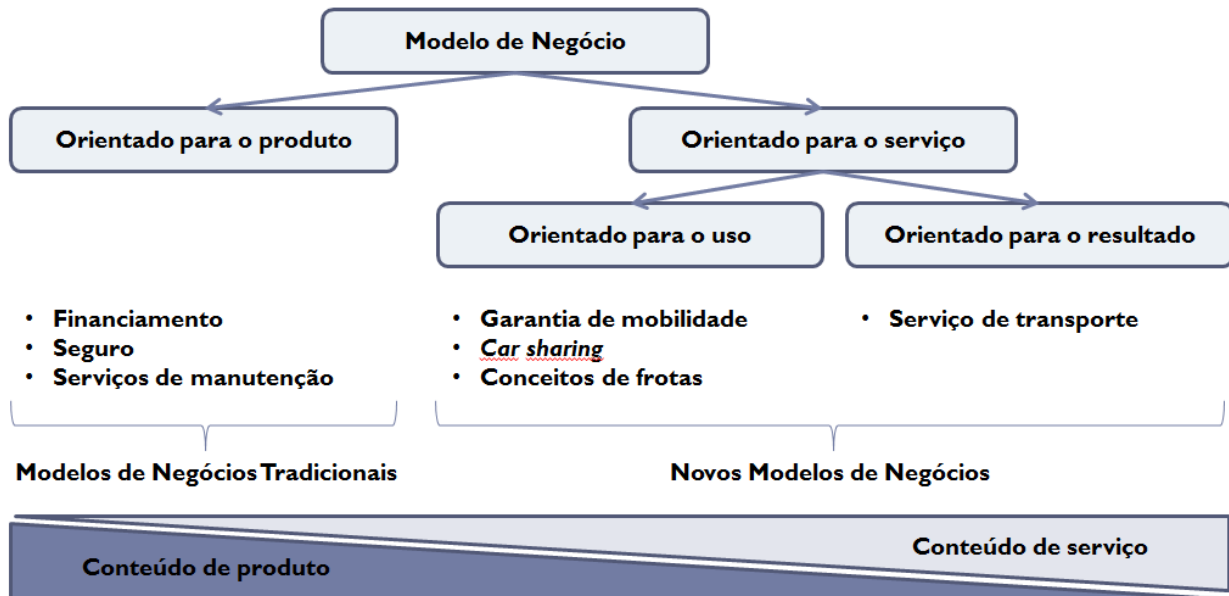 Modelo de Negócio
Orientado para o produto
Orientado para o serviço
Orientado para o uso
Orientado para o resultado
• Financiamento
• Seguro
• Serviços de manutenção
• Garantia de mobilidade
• Car sharing
• Conceitos de frotas
• Serviço de transporte
Modelos de Negócios Tradicionais
Novos Modelos de Negócios
Conteúdo de serviço
Conteúdo de produto